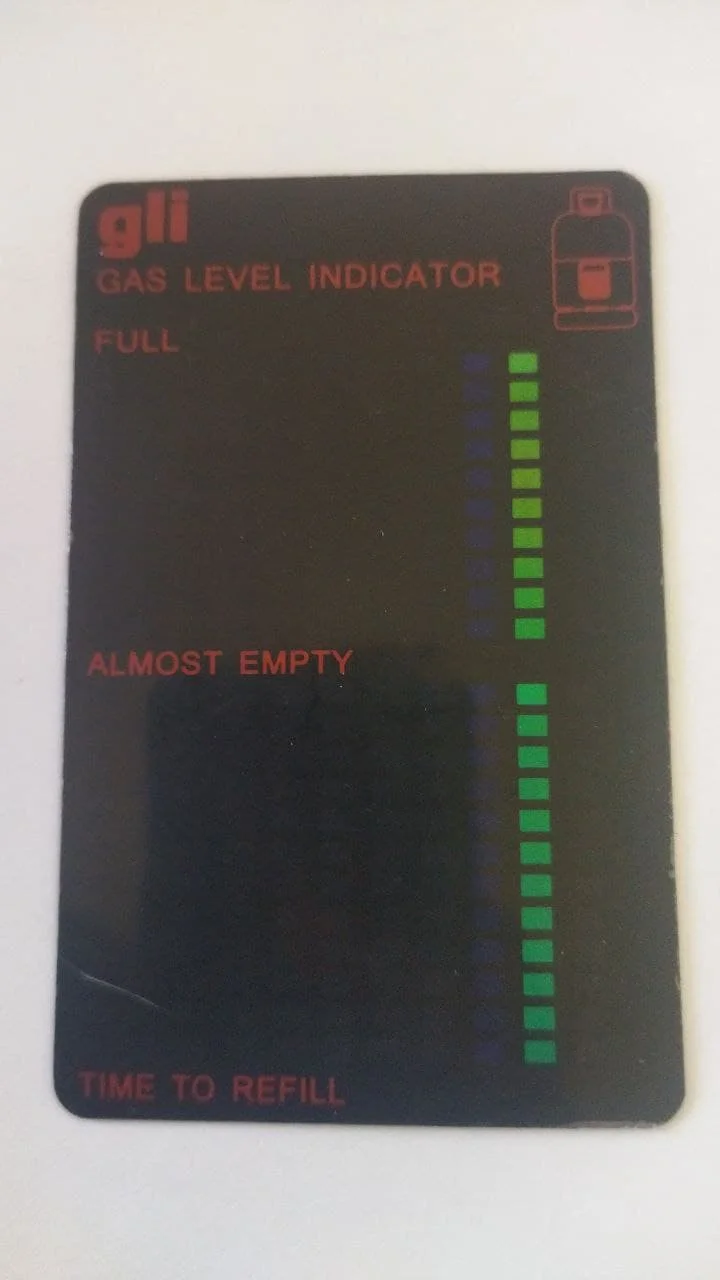 gli
GAS LEVEL INDICATOR
FULL
ALMOST EMPTY
TIME TO REFILL